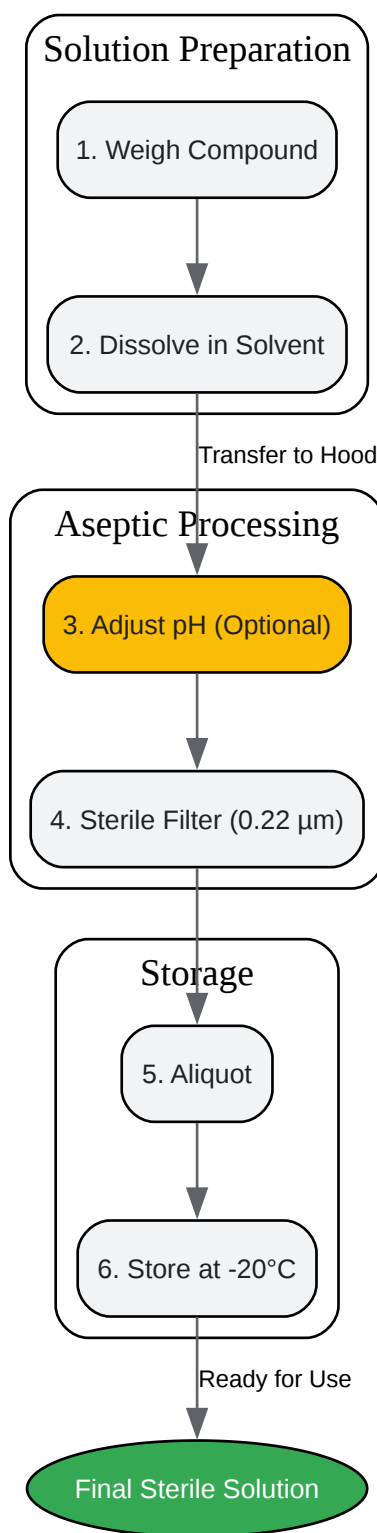 Solution Preparation
1. Weigh Compound
2. Dissolve in Solvent
Transfer to Hood
Aseptic Processing
3. Adjust pH (Optional)
4. Sterile Filter (0.22 µm)
Storage
5. Aliquot
6. Store at -20°C
Ready for Use
Final Sterile Solution